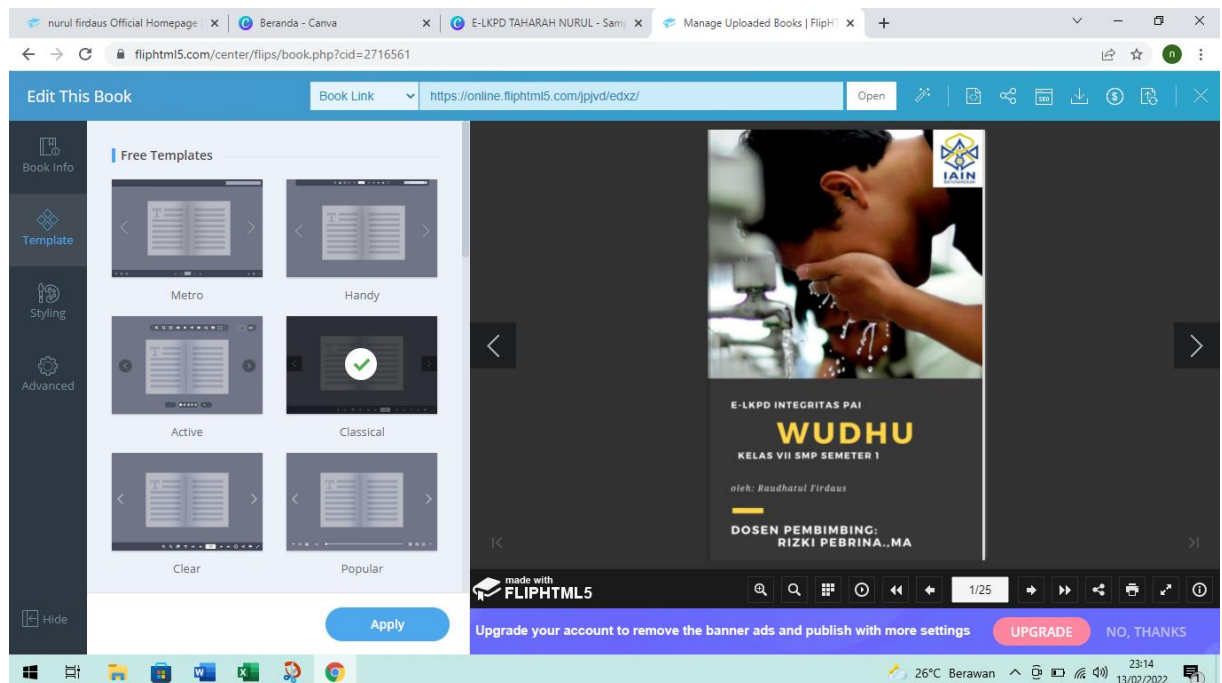 nurul firdaus Official Homepage
Beranda - Canva
E-LKPD TAHARAH NURUL - Sam
Manage Uploaded Books | FlipHT
fliphtml5.com/center/flips/book.php?cid=2716561
n
Edit This Book
Book Link
https://online.fliphtml5.com/jpjvd/edxz/
Open
SEO
Book Info
Template
Styling
Advanced
Hide
Free Templates
Metro
Handy
Active
Classical
Clear
Popular
Apply
IAIN
BATUSANGKAR
E-LKPD INTEGRITAS PAI
WUDHU
KELAS VII SMP SEMETER 1
oleh: Raudhatul Firdaus
DOSEN PEMBIMBING:
RIZKI PEBRINA.,MA
made with
FLIPHTML5
1/25
Upgrade your account to remove the banner ads and publish with more settings
UPGRADE
NO, THANKS
26°C Berawan
23:14
13/02/2022